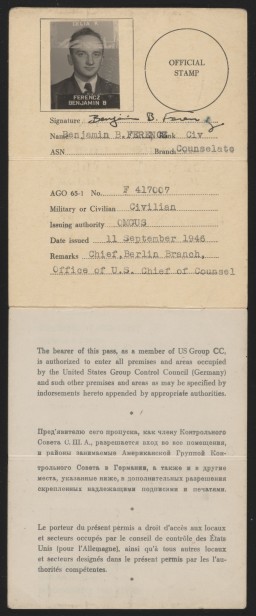 FERENCZ
BENJAMIN B
OFFICIAL
STAMP
Signature Benjamin B. Ferencz
Name Benjamin B. FERENCZ Rank Civ
ASN Branch Counselate
AGO 65-1 No. F 417007
Military or Civilian Civilian
Issuing authority OMGUS
Date issued 11 September 1946
Remarks Chief, Berlin Branch,
Office of U.S. Chief of Counsel
The bearer of this pass, as a member of US Group CC,
is authorized to enter all premises and areas occupied
by the United States Group Control Council (Germany)
and such other premises and areas as may be specified by
indorsements hereto appended by appropriate authorities.
Пред'явителю сего пропуска, как члену Контрольного
Совета С. Ш. А., разрешается вход во все помещения,
и районы занимаемые Американской Группой Кон-
трольного Совета в Германии, а также и в другие
места, указанные ниже, в дополнительных разрешениях
скрепленных надлежащими подписями и печатями.
Le porteur du présent permis a droit d'accès aux locaux
et secteurs occupés par le conseil de contrôle des États
Unis (pour l'Allemagne), ainsi qu'à tous autres locaux
et secteurs designés dans le présent permis par les l'au-
thorités compétentes.